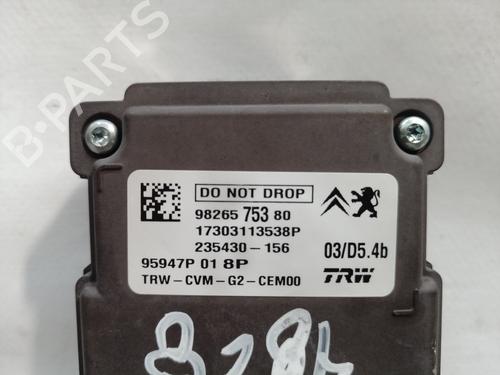 B-PARTS
DO NOT DROP
98265 753 80
17303113538P
235430-156
03/D5.4b
95947P 01 8P
TRW
TRW-CVM-G2-CEM00